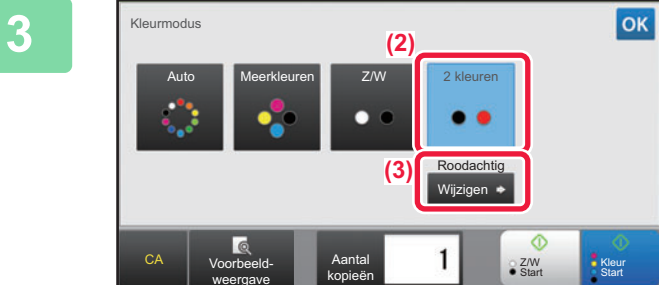 3
Kleurmodus
OK
(2)
Auto
Meerkleuren
Z/W
2 kleuren
(3)
Roodachtig
Wijzigen
CA
Voorbeeld-
weergave
Aantal
kopieën
1
Z/W
Start
Kleur
Start